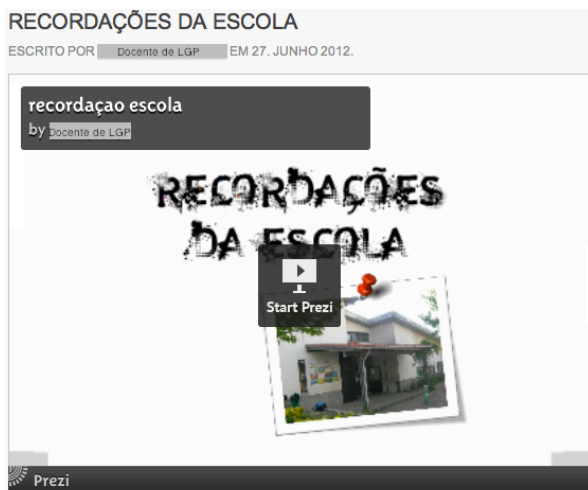 RECORDAÇÕES DA ESCOLA
ESCRITO POR Docente de LGP EM 27. JUNHO 2012.
recordaçao escola
by Docente de LGP
RECORDAÇÕES
DA ESCOLA
Start Prezi
Prezi